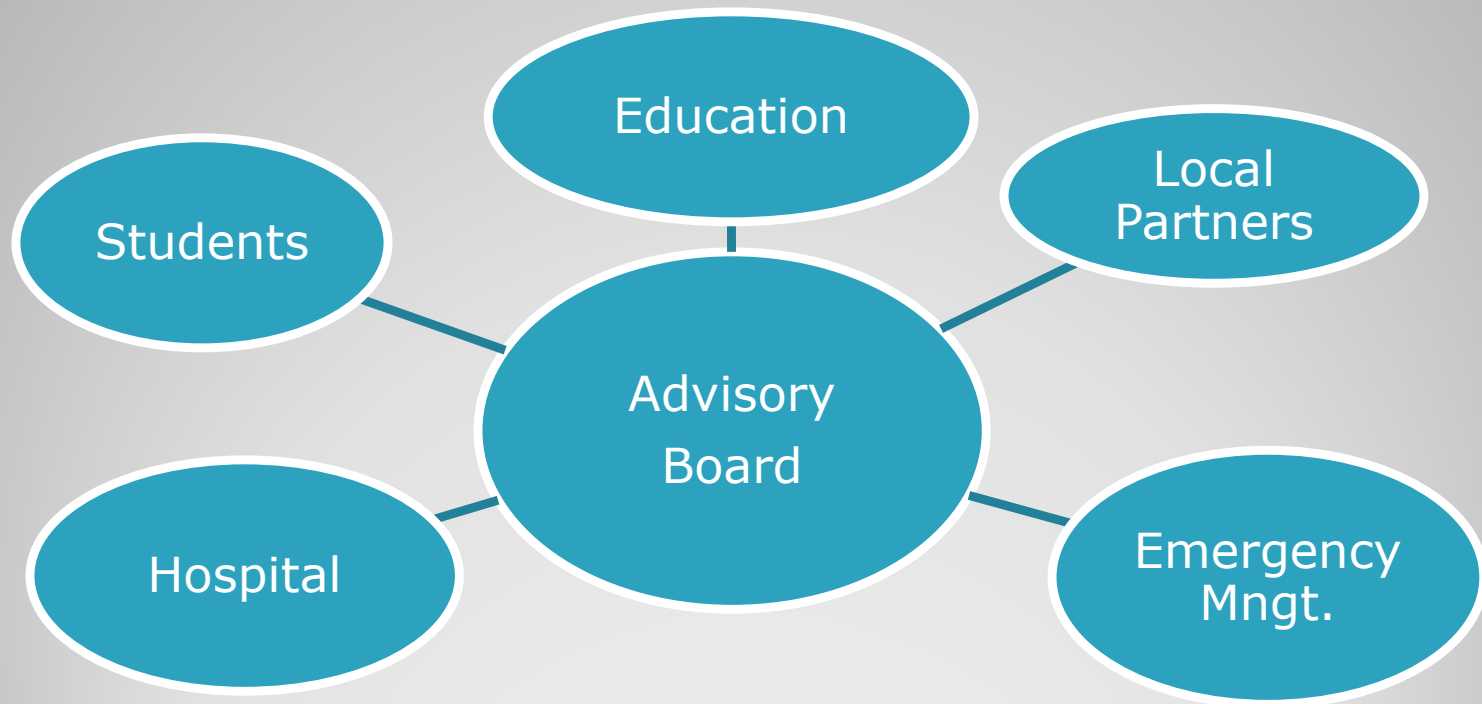 Education
Local
Partners
Students
Advisory
Board
Hospital
Emergency
Mngt.